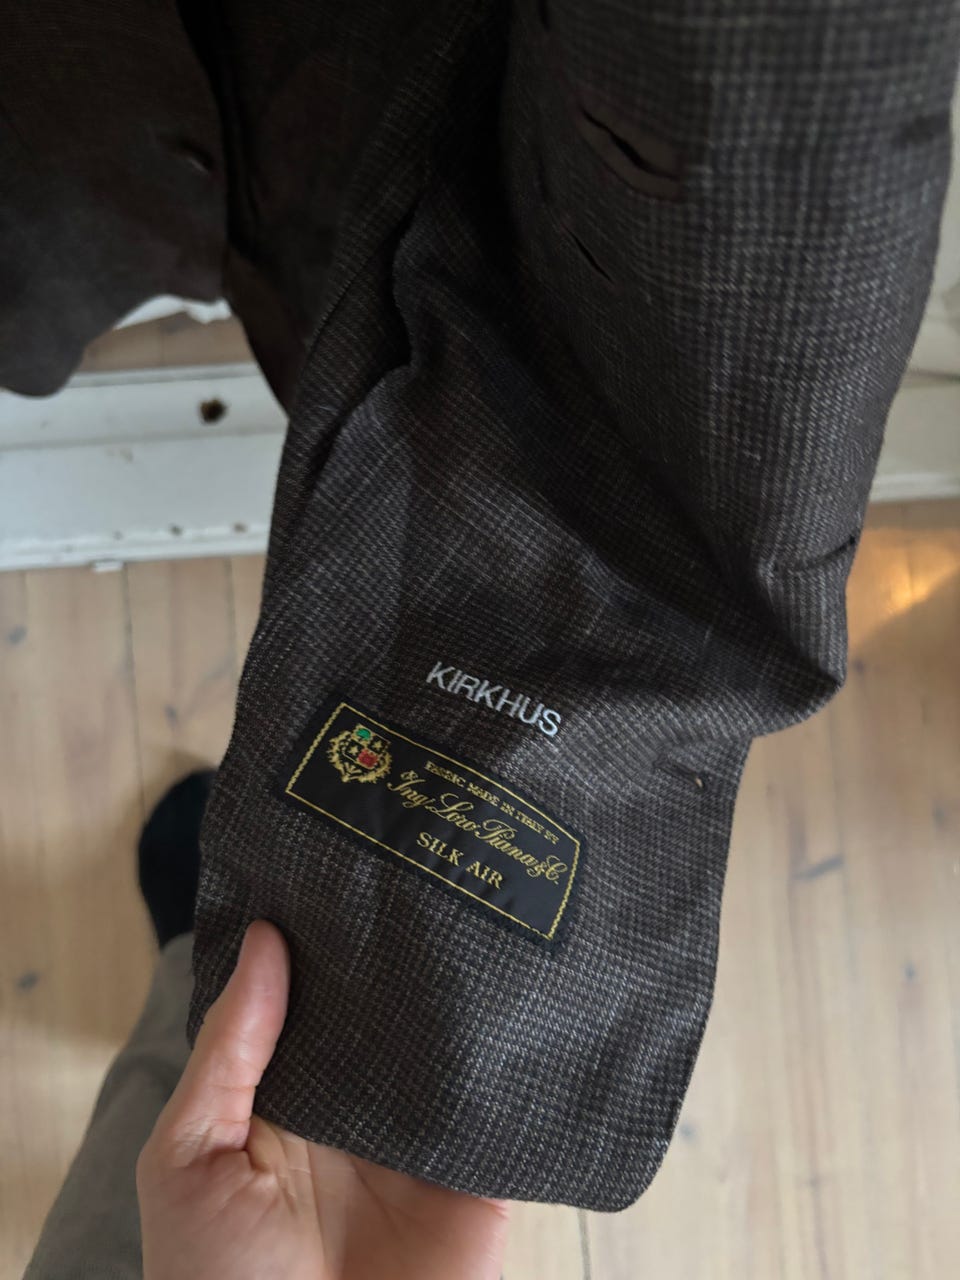 KIRKHUS
FABRIC MADE IN ITALY BY
Ing. Loro Piana & C.
SILK AIR